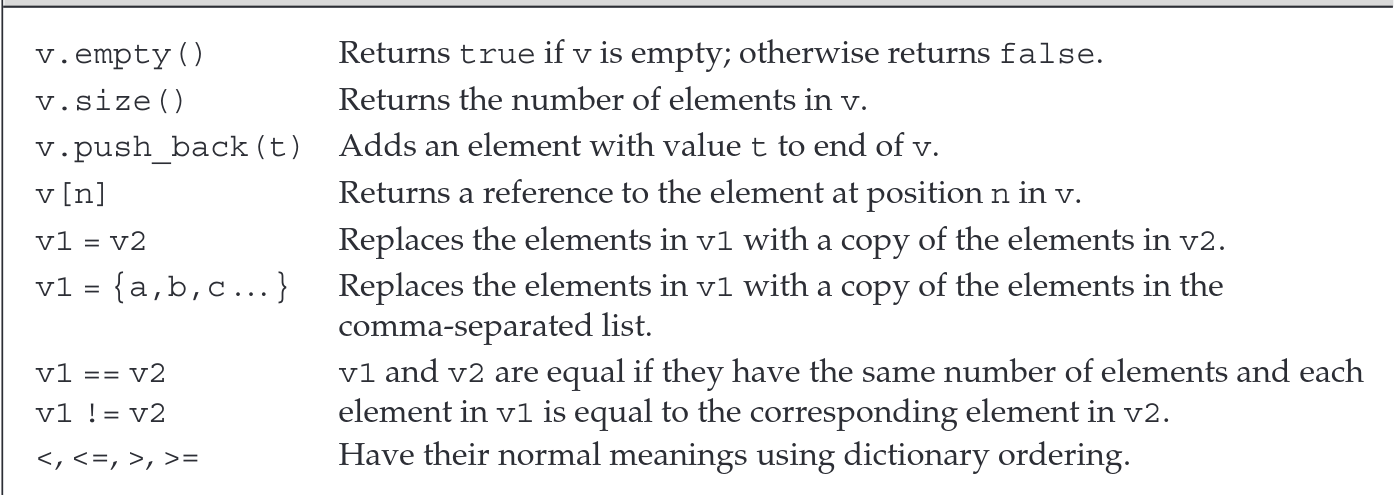 v.empty() Returns true if v is empty; otherwise returns false.
v.size() Returns the number of elements in v.
v.push_back(t) Adds an element with value t to end of v.
v[n] Returns a reference to the element at position n in v.
v1 = v2 Replaces the elements in v1 with a copy of the elements in v2.
v1 = {a,b,c...} Replaces the elements in v1 with a copy of the elements in the
comma-separated list.
v1 == v2 v1 and v2 are equal if they have the same number of elements and each
v1 != v2 element in v1 is equal to the corresponding element in v2.
<, <=, >, >= Have their normal meanings using dictionary ordering.